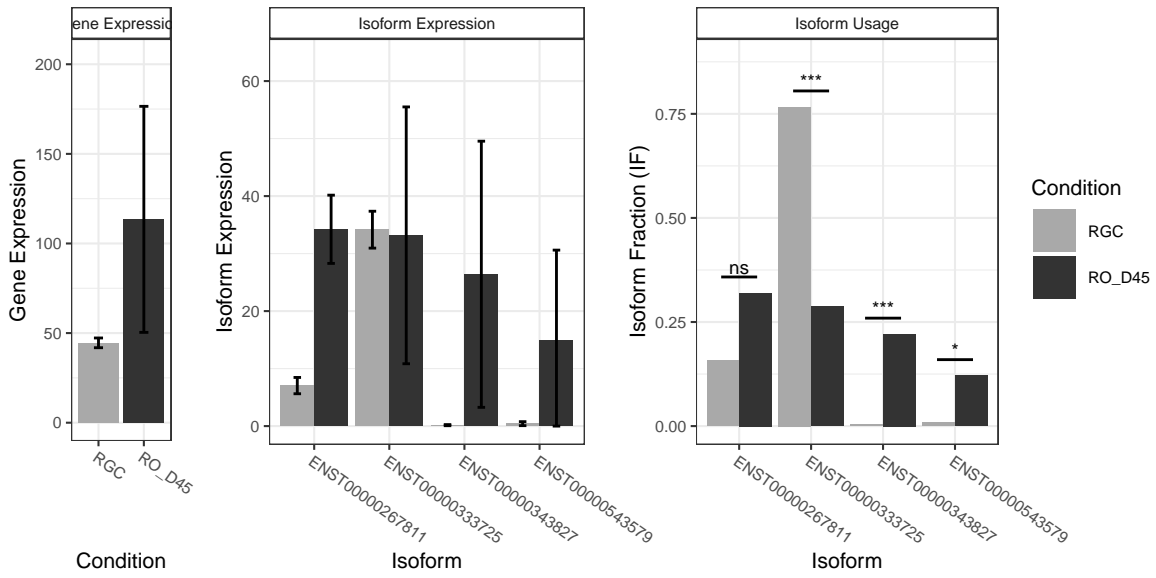 ene Expressio
Isoform Expression
Isoform Usage
Gene Expression
0
50
100
150
200
RGC
RO_D45
Condition
Isoform Expression
0
20
40
60
ENST00000267811
ENST00000333725
ENST00000343827
ENST00000543579
Isoform
Isoform Fraction (IF)
0.00
0.25
0.50
0.75
ns
***
***
*
ENST00000267811
ENST00000333725
ENST00000343827
ENST00000543579
Isoform
Condition
RGC
RO_D45